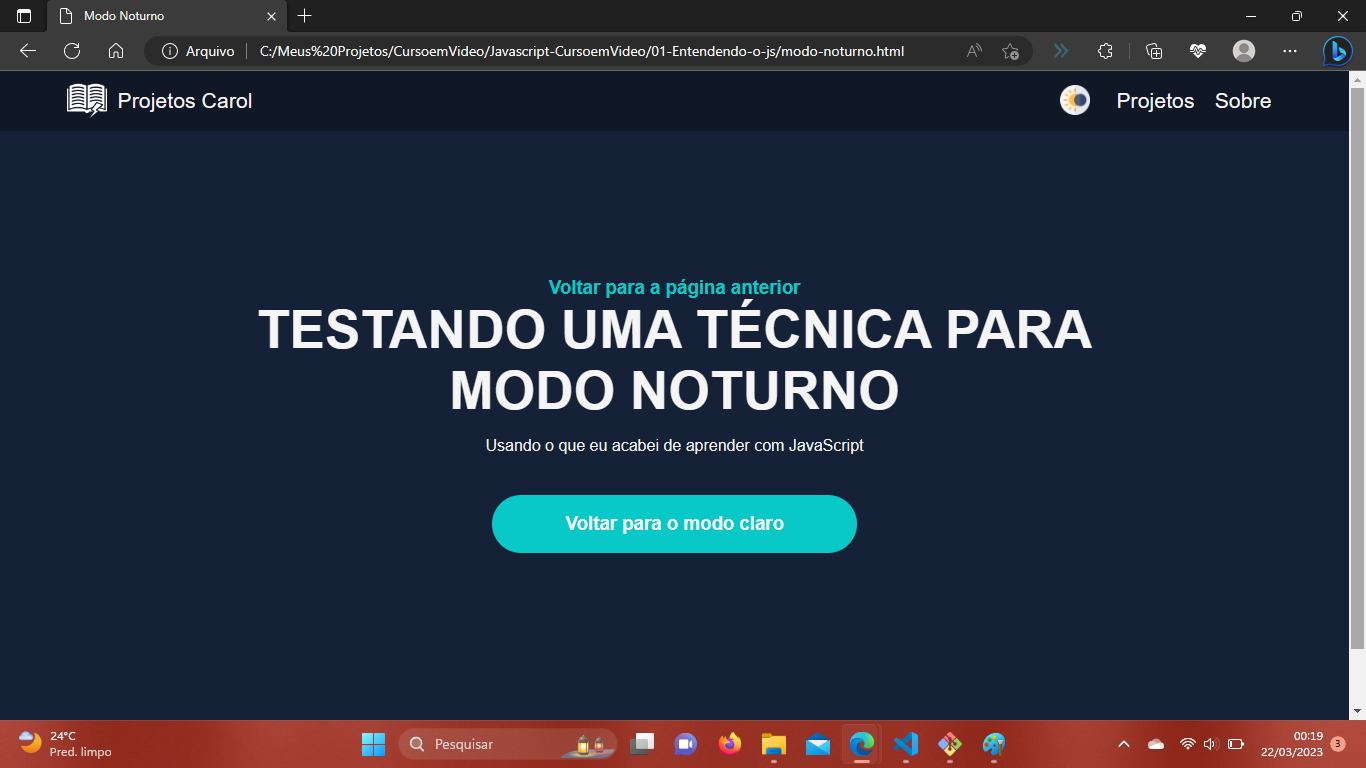 Modo Noturno
Arquivo
C:/Meus%20Projetos/CursoemVideo/Javascript-CursoemVideo/01-Entendendo-o-js/modo-noturno.html
Projetos Carol
Projetos
Sobre
Voltar para a página anterior
TESTANDO UMA TÉCNICA PARA
MODO NOTURNO
Usando o que eu acabei de aprender com JavaScript
Voltar para o modo claro
24°C
Pred. limpo
Pesquisar
00:19
22/03/2023
3